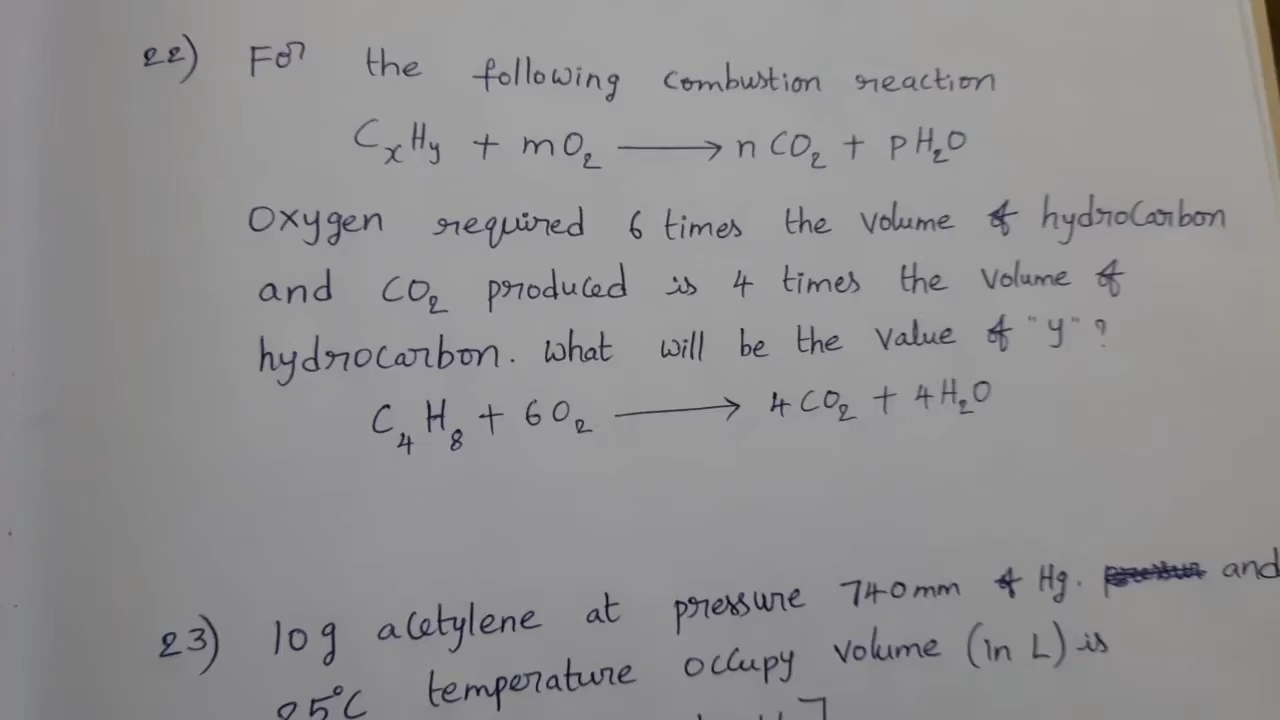 22) For the following combustion reaction
CxHy + mO2 ⟶ nCO2 + pH2O
Oxygen required 6 times the volume of hydrocarbon
and CO2 produced is 4 times the volume of
hydrocarbon. What will be the value of "y"?
C4H8 + 6O2 ⟶ 4CO2 + 4H2O
23) 10g acetylene at pressure 740mm of Hg. and
25°C temperature occupy volume (in L) is